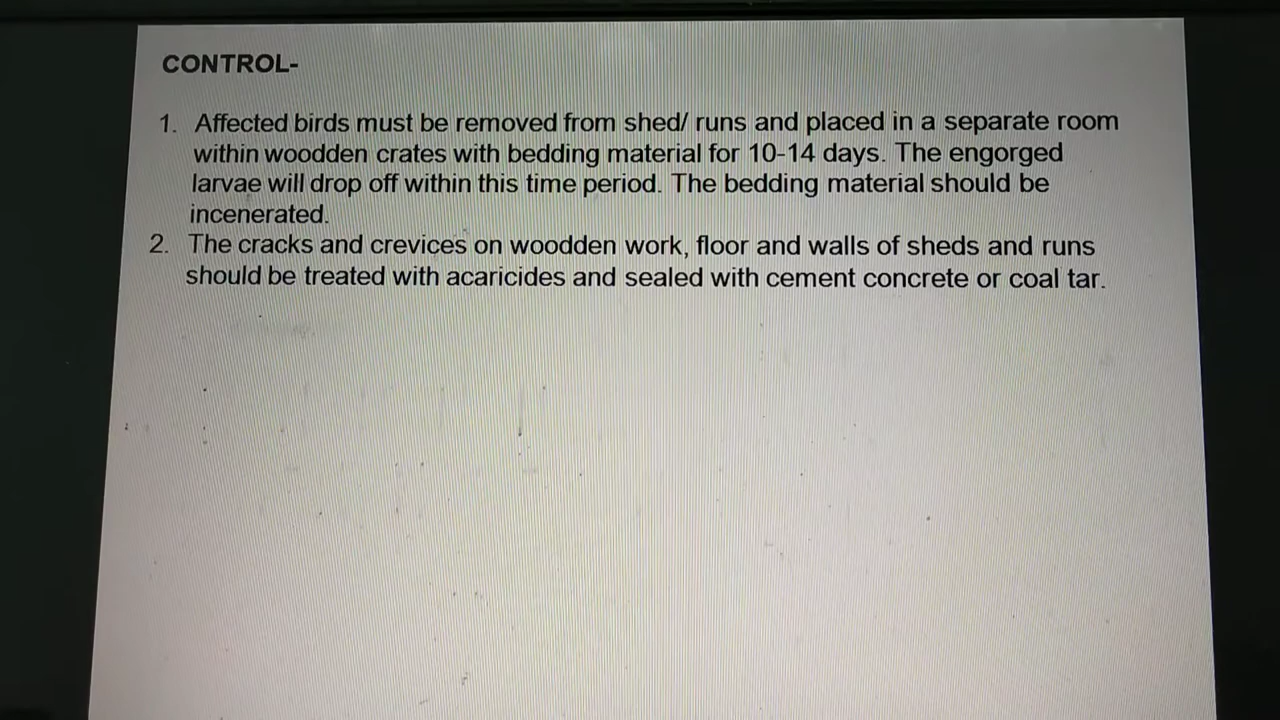 CONTROL-
1. Affected birds must be removed from shed/ runs and placed in a separate room
within woodden crates with bedding material for 10-14 days. The engorged
larvae will drop off within this time period. The bedding material should be
incenerated.
2. The cracks and crevices on woodden work, floor and walls of sheds and runs
should be treated with acaricides and sealed with cement concrete or coal tar.